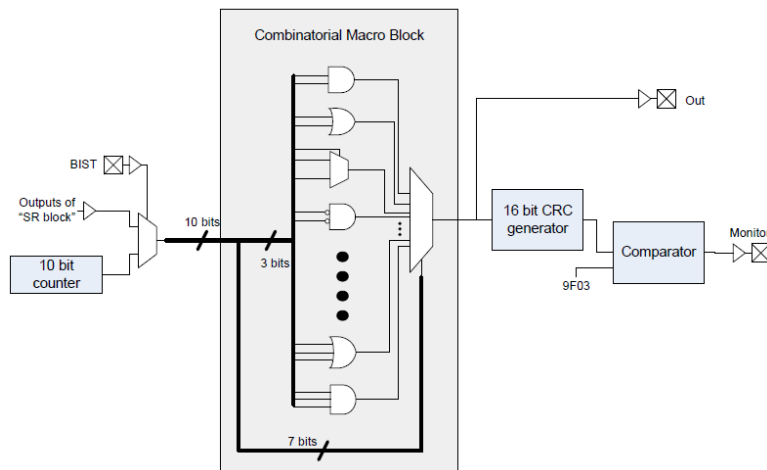 Combinatorial Macro Block
Out
BIST
Outputs of
"SR block"
10 bits
10 bit
counter
3 bits
7 bits
16 bit CRC
generator
Comparator
9F03
Monitor